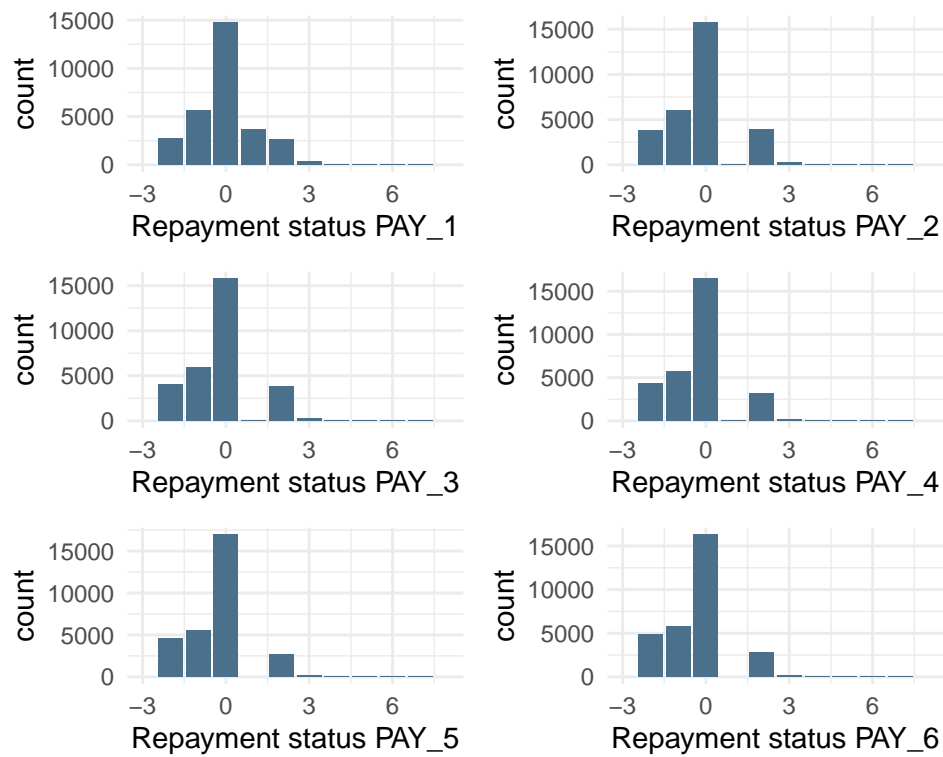 15000
10000
5000
0
count
−3 0 3 6
Repayment status PAY_1
15000
10000
5000
0
count
−3 0 3 6
Repayment status PAY_2
15000
10000
5000
0
count
−3 0 3 6
Repayment status PAY_3
15000
10000
5000
0
count
−3 0 3 6
Repayment status PAY_4
15000
10000
5000
0
count
−3 0 3 6
Repayment status PAY_5
15000
10000
5000
0
count
−3 0 3 6
Repayment status PAY_6